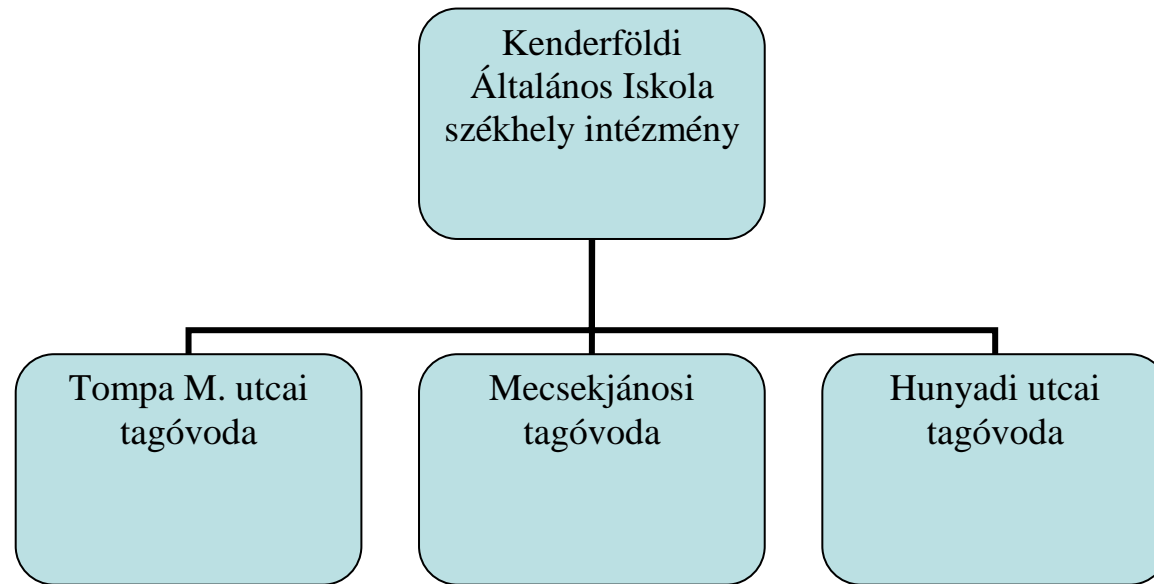 Kenderföldi
Általános Iskola
székhely intézmény
Tompa M. utcai
tagóvoda
Mecsekjánosi
tagóvoda
Hunyadi utcai
tagóvoda